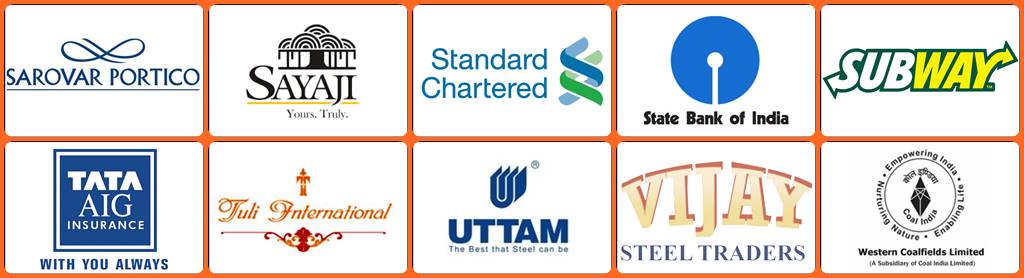 SAROVAR PORTICO
SAYAJI
Yours. Truly.
Standard
Chartered
State Bank of India
SUBWAY
TM
TATA
AIG
INSURANCE
WITH YOU ALWAYS
Tuli International
®
UTTAM
The Best that Steel can be
VIJAY
STEEL TRADERS
Empowering India
Nurturing Nature • Enabling Life •
कोल इण्डिया
Coal India
Western Coalfields Limited
(A Subsidiary of Coal India Limited)